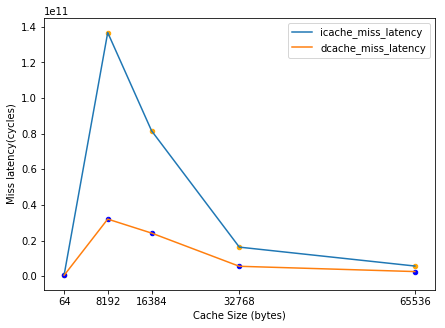 1e11
icache_miss_latency
dcache_miss_latency
1.4
1.2
1.0
0.8
0.6
0.4
0.2
0.0
Miss latency(cycles)
64 8192 16384 32768 65536
Cache Size (bytes)